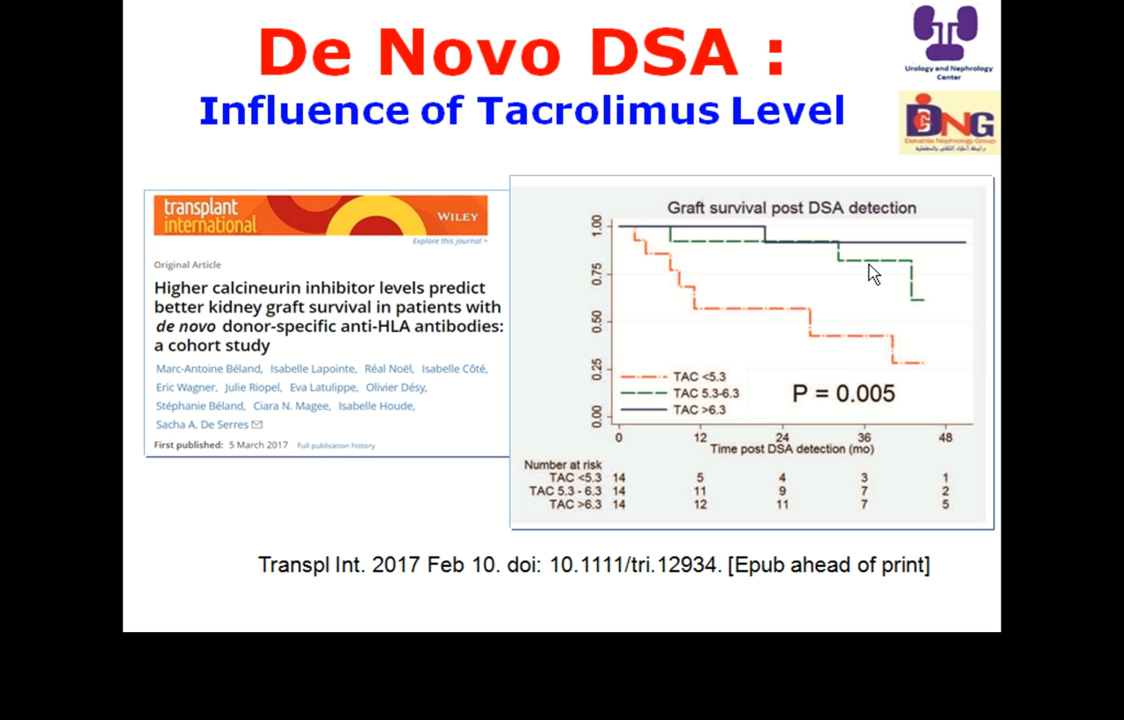 De Novo DSA :
Influence of Tacrolimus Level
Urology and Nephrology
Center
DNG
Dakahlia Nephrology Group
transplant
international
WILEY
Explore this journal >
Original Article
Higher calcineurin inhibitor levels predict
better kidney graft survival in patients with
de novo donor-specific anti-HLA antibodies:
a cohort study
Marc-Antoine Béland, Isabelle Lapointe, Réal Noël, Isabelle Côté,
Eric Wagner, Julie Riopel, Eva Latulippe, Olivier Désy,
Stéphanie Béland, Ciara N. Magee, Isabelle Houde,
Sacha A. De Serres
First published: 5 March 2017 Full publication history
Graft survival post DSA detection
1.00
0.75
0.50
0.25
0.00
TAC <5.3
TAC 5.3-6.3
TAC >6.3
P = 0.005
0 12 24 36 48
Time post DSA detection (mo)
Number at risk
TAC <5.3 14 5 4 3 1
TAC 5.3 - 6.3 14 11 9 7 2
TAC >6.3 14 12 11 7 5
Transpl Int. 2017 Feb 10. doi: 10.1111/tri.12934. [Epub ahead of print]